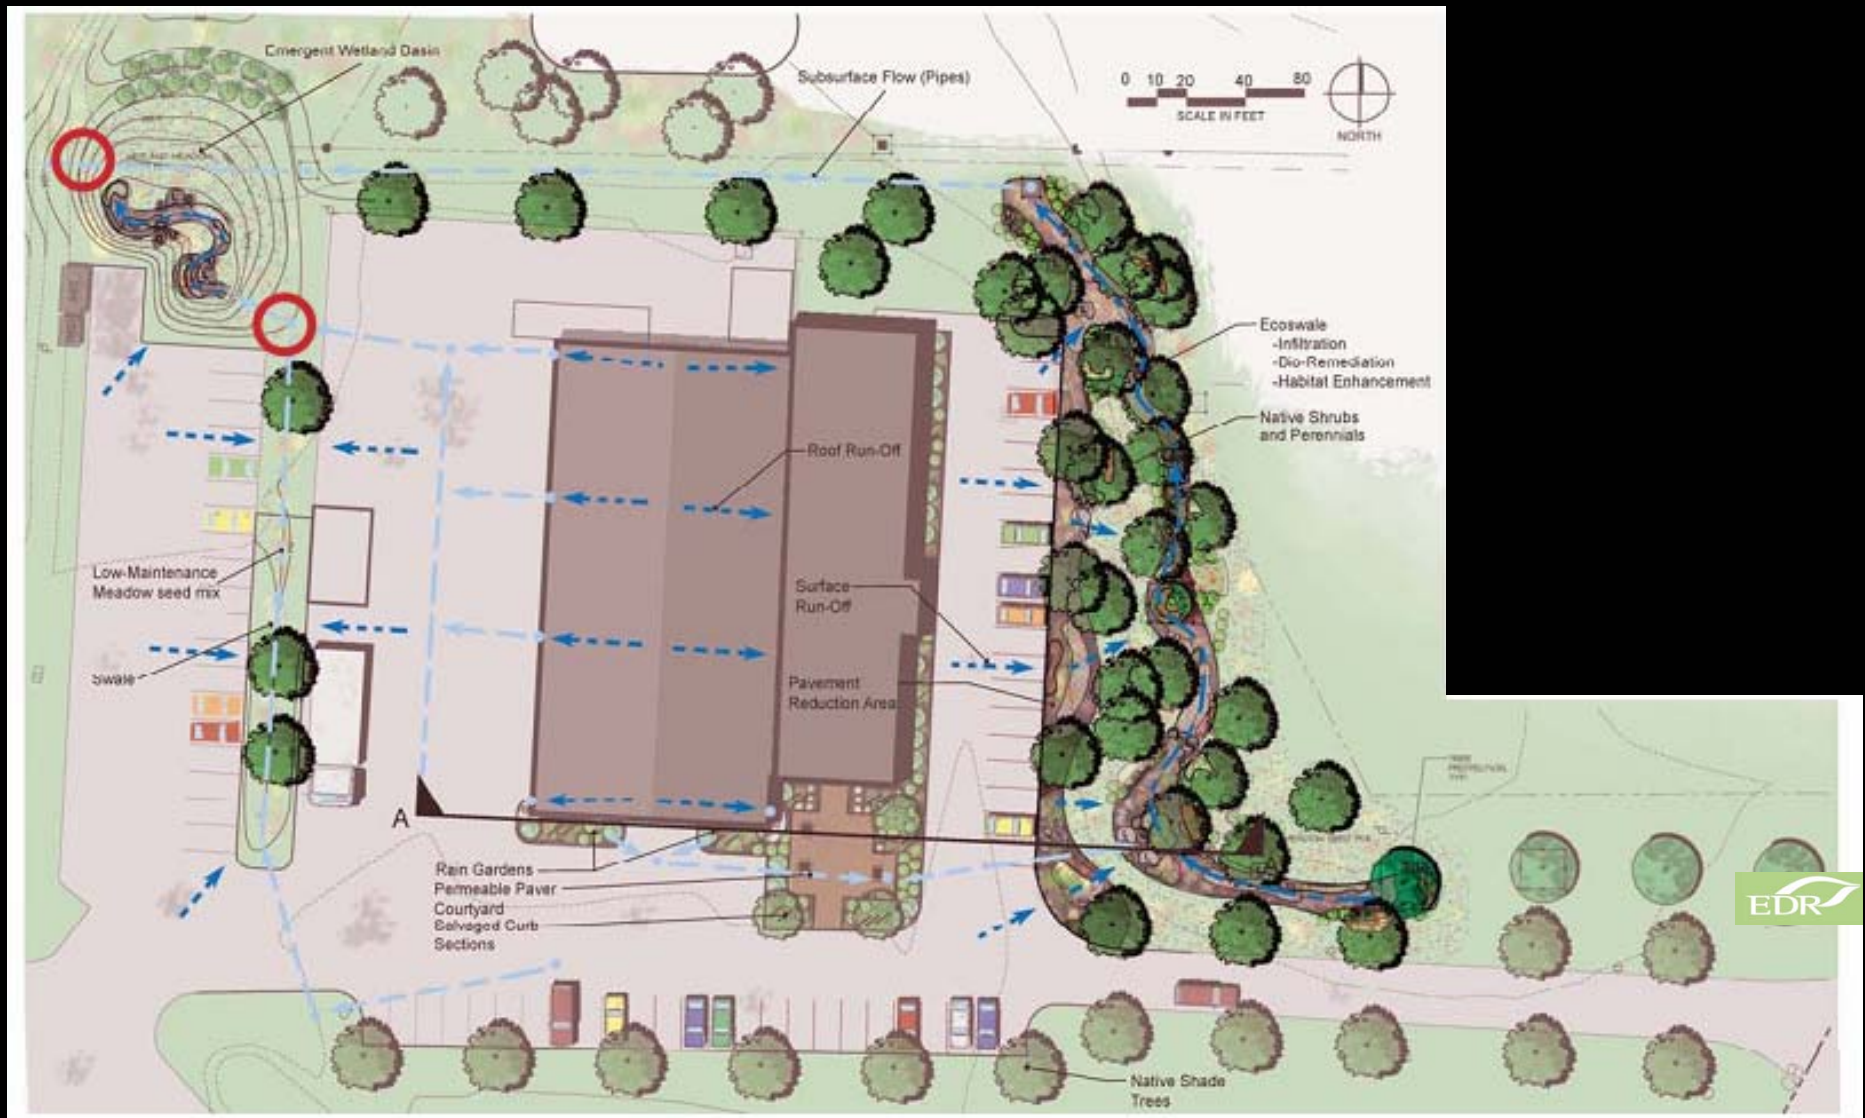 Emergent Wetland Basin
Subsurface Flow (Pipes)
0 10 20 40 80
SCALE IN FEET
NORTH
Ecoswale
-Infiltration
-Bio-Remediation
-Habitat Enhancement
Native Shrubs
and Perennials
Roof Run-Off
Low-Maintenance
Meadow seed mix
Surface
Run-Off
Swale
Pavement
Reduction Area
A
Rain Gardens
Permeable Paver
Courtyard
Salvaged Curb
Sections
EDR
Native Shade
Trees